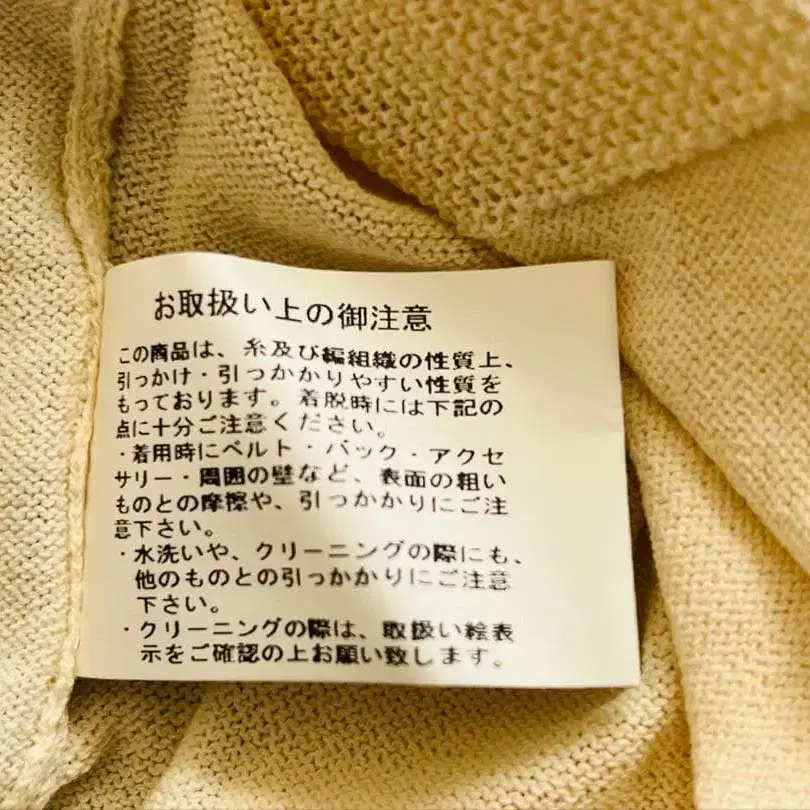 お取扱い上の御注意
この商品は、糸及び編組織の性質上、
引っかけ・引っかかりやすい性質を
もっております。着脱時には下記の
点に十分ご注意ください。
・着用時にベルト・バック・アクセ
サリー・周囲の壁など、表面の粗い
ものとの摩擦や、引っかかりにご注
意下さい。
・水洗いや、クリーニングの際にも、
他のものとの引っかかりにご注意
下さい。
・クリーニングの際は、取扱い絵表
示をご確認の上お願い致します。